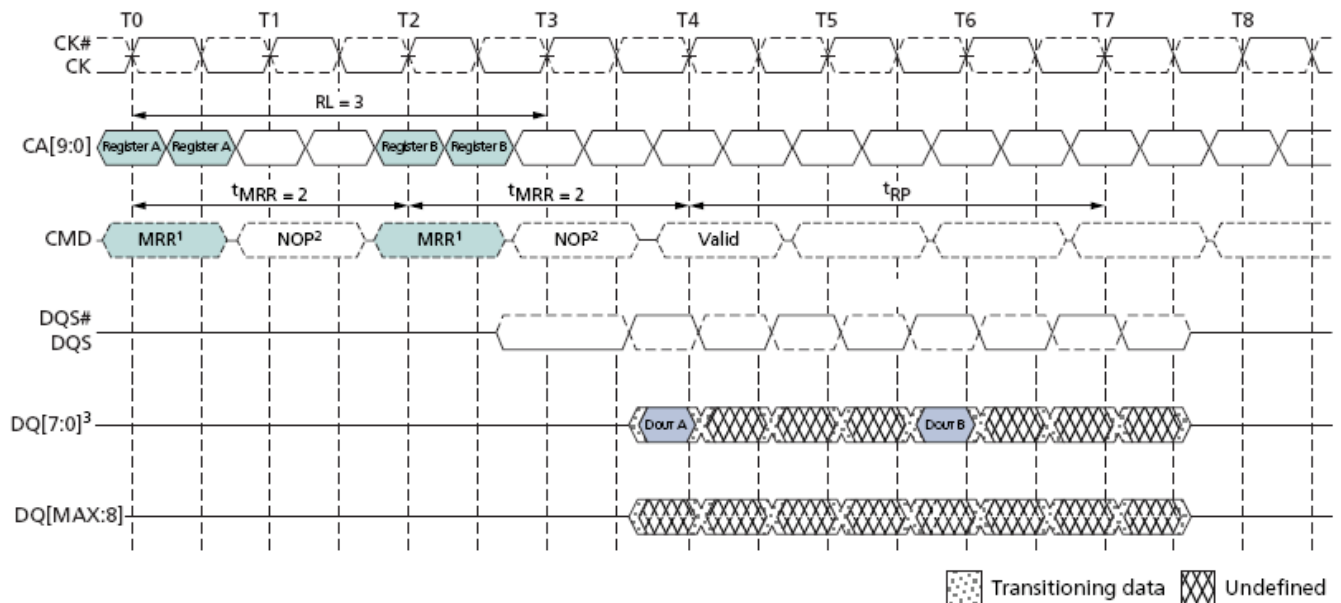 T0 T1 T2 T3 T4 T5 T6 T7 T8
CK#
CK
RL = 3
CA[9:0] Register A Register A Register B Register B
tMRR = 2 tMRR = 2 tRP
CMD MRR1 NOP2 MRR1 NOP2 Valid
DQS#
DQS
DQ[7:0]3 DOUT A DOUT B
DQ[MAX:8]
Transitioning data Undefined